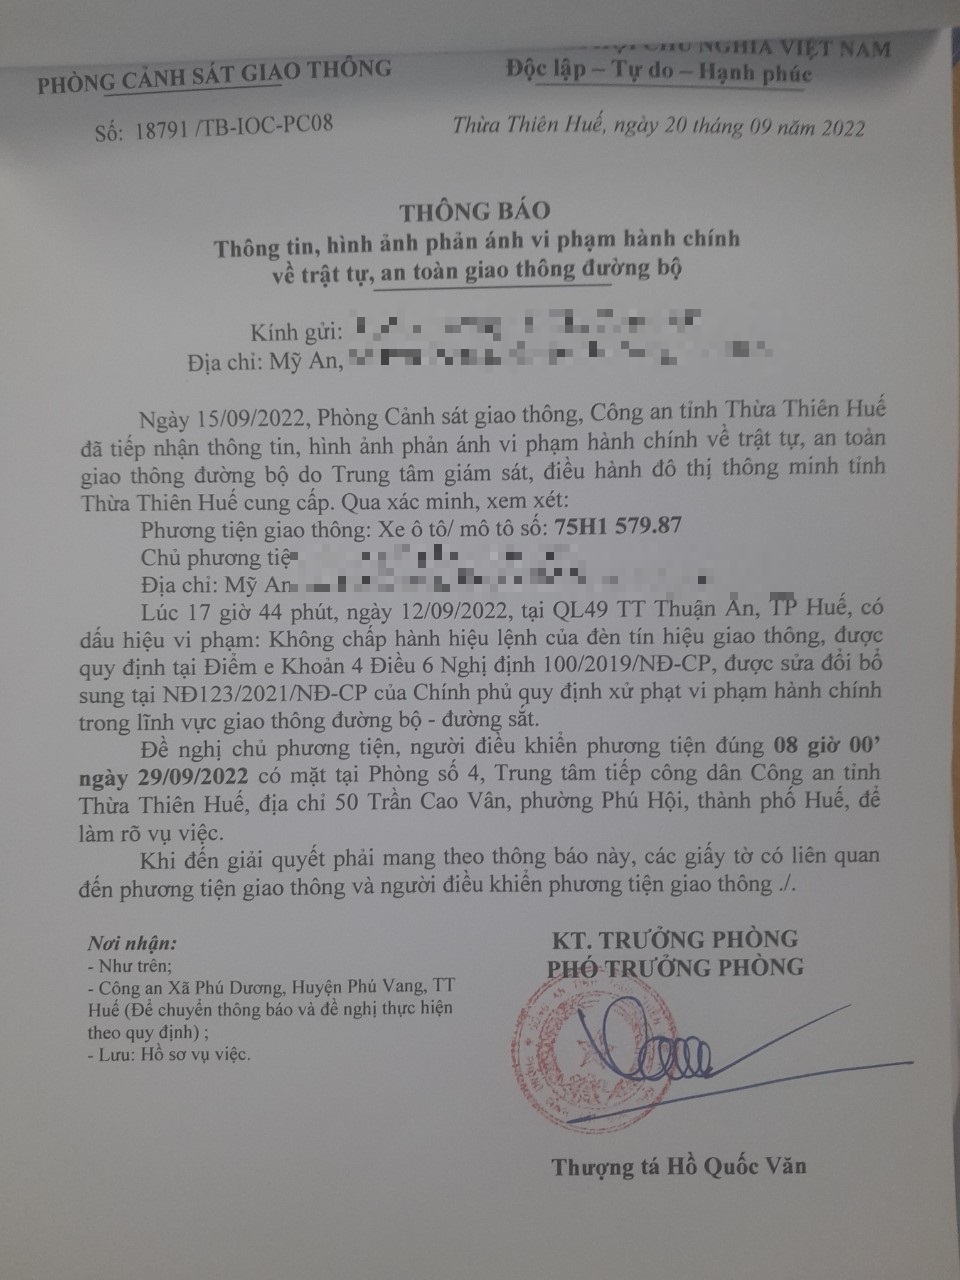 CHỦ NGHĨA VIỆT NAM
PHÒNG CẢNH SÁT GIAO THÔNG
Độc lập – Tự do – Hạnh phúc
Số: 18791 /TB-IOC-PC08
Thừa Thiên Huế, ngày 20 tháng 09 năm 2022
THÔNG BÁO
Thông tin, hình ảnh phản ánh vi phạm hành chính
về trật tự, an toàn giao thông đường bộ
Kính gửi:
Địa chỉ: Mỹ An,
Ngày 15/09/2022, Phòng Cảnh sát giao thông, Công an tỉnh Thừa Thiên Huế
đã tiếp nhận thông tin, hình ảnh phản ánh vi phạm hành chính về trật tự, an toàn
giao thông đường bộ do Trung tâm giám sát, điều hành đô thị thông minh tỉnh
Thừa Thiên Huế cung cấp. Qua xác minh, xem xét:
Phương tiện giao thông: Xe ô tô/ mô tô số: 75H1 579.87
Chủ phương tiệ
Địa chỉ: Mỹ An
Lúc 17 giờ 44 phút, ngày 12/09/2022, tại QL49 TT Thuận An, TP Huế, có
dấu hiệu vi phạm: Không chấp hành hiệu lệnh của đèn tín hiệu giao thông, được
quy định tại Điểm e Khoản 4 Điều 6 Nghị định 100/2019/NĐ-CP, được sửa đổi bổ
sung tại NĐ123/2021/NĐ-CP của Chính phủ quy định xử phạt vi phạm hành chính
trong lĩnh vực giao thông đường bộ - đường sắt.
Đề nghị chủ phương tiện, người điều khiển phương tiện đúng 08 giờ 00’
ngày 29/09/2022 có mặt tại Phòng số 4, Trung tâm tiếp công dân Công an tỉnh
Thừa Thiên Huế, địa chỉ 50 Trần Cao Vân, phường Phú Hội, thành phố Huế, để
làm rõ vụ việc.
Khi đến giải quyết phải mang theo thông báo này, các giấy tờ có liên quan
đến phương tiện giao thông và người điều khiển phương tiện giao thông ./.
Nơi nhận:
- Như trên;
- Công an Xã Phú Dương, Huyện Phú Vang, TT
Huế (Để chuyển thông báo và đề nghị thực hiện
theo quy định) ;
- Lưu: Hồ sơ vụ việc.
KT. TRƯỞNG PHÒNG
PHÓ TRƯỞNG PHÒNG
Thượng tá Hồ Quốc Văn